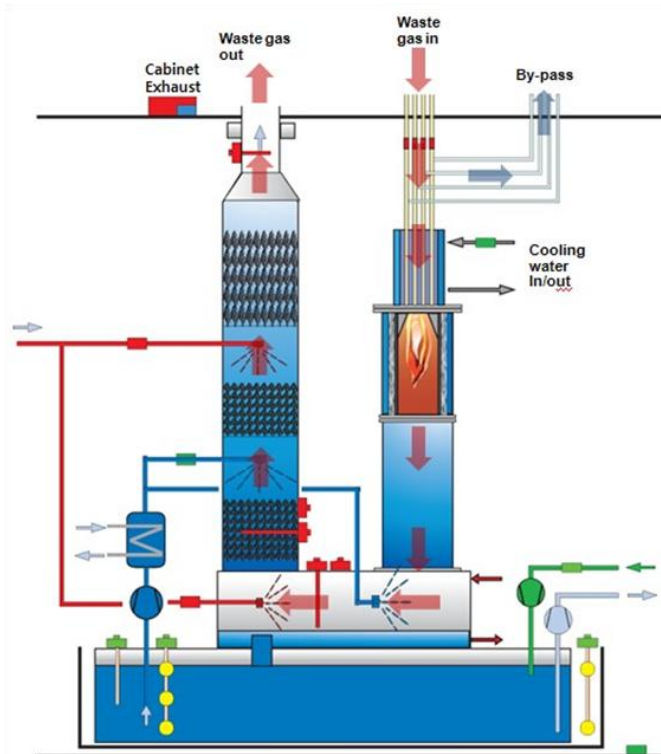 Waste gas
out
Waste
gas in
Cabinet
Exhaust
By-pass
Cooling
water
In/out